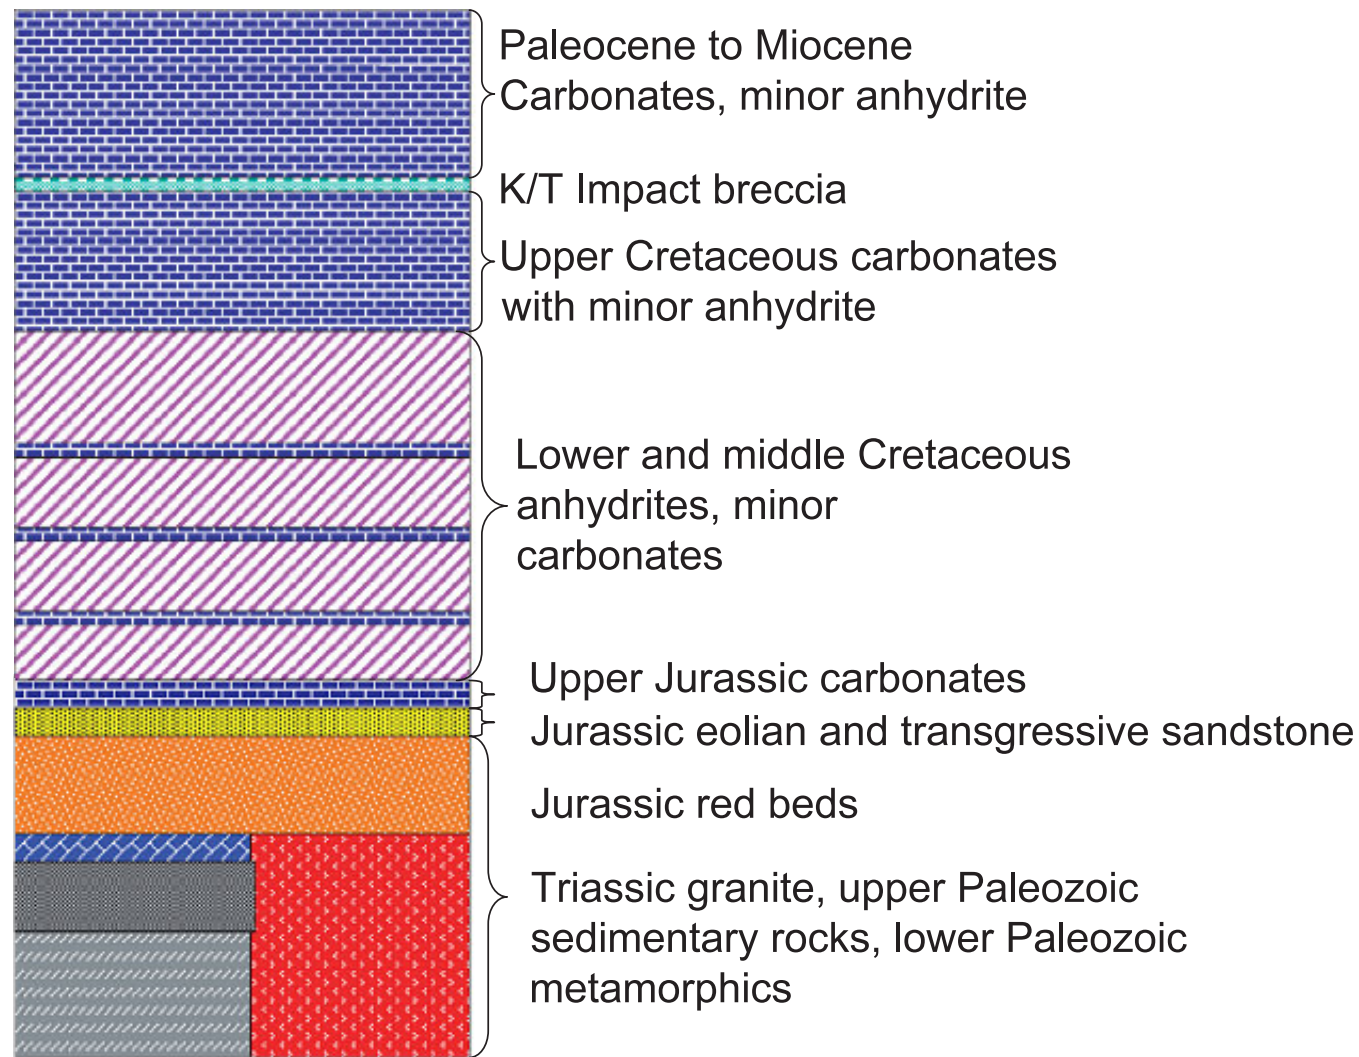 Paleocene to Miocene
Carbonates, minor anhydrite
K/T Impact breccia
Upper Cretaceous carbonates
with minor anhydrite
Lower and middle Cretaceous
anhydrites, minor
carbonates
Upper Jurassic carbonates
Jurassic eolian and transgressive sandstone
Jurassic red beds
Triassic granite, upper Paleozoic
sedimentary rocks, lower Paleozoic
metamorphics